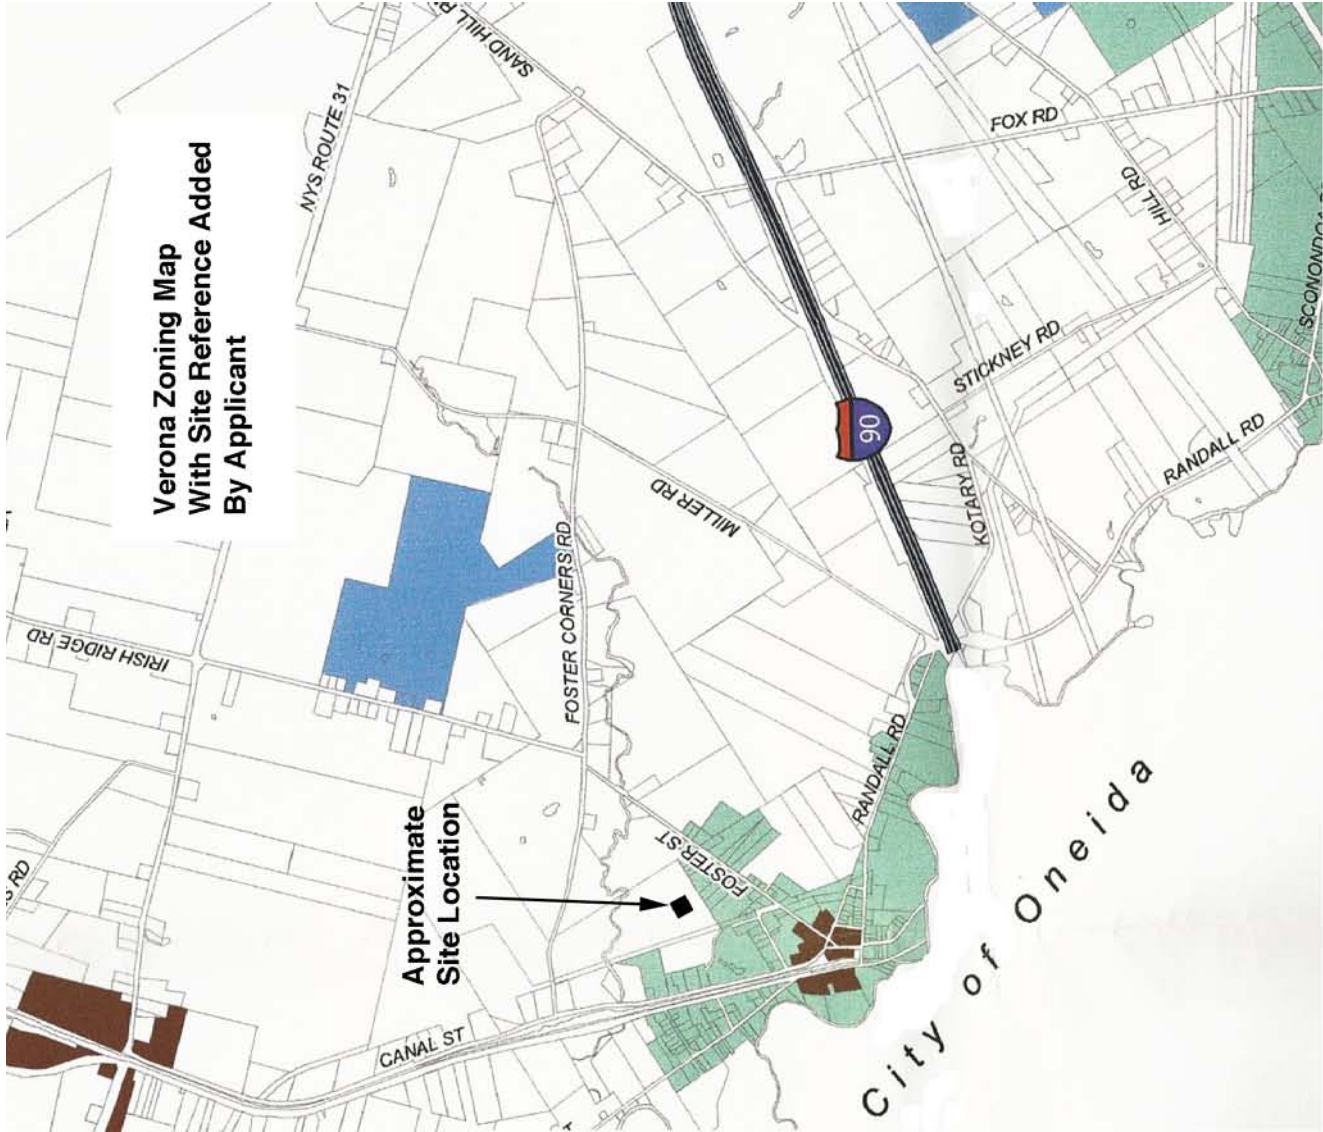 Verona Zoning Map
With Site Reference Added
By Applicant
NYS ROUTE 31
SAND HILL
FOX RD
HILL RD
IRISH RIDGE RD
FOSTER CORNERS RD
MILLER RD
90
STICKNEY RD
KOTARY RD
RANDALL RD
RANDALL RD
FOSTER ST
Approximate
Site Location
CANAL ST
RD
City of Oneida